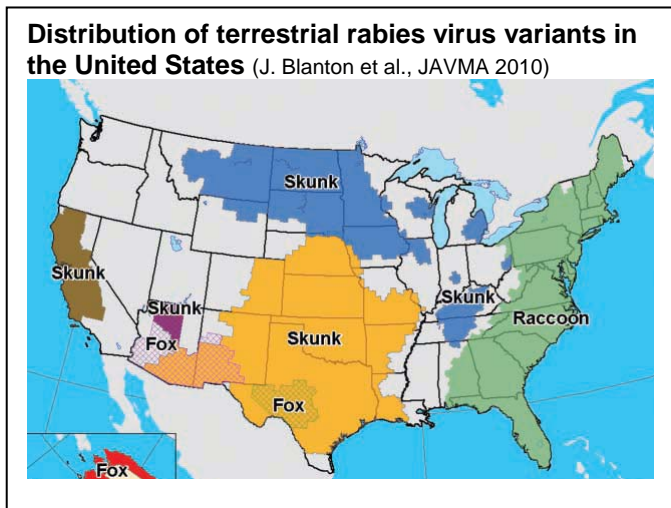 Distribution of terrestrial rabies virus variants in
the United States (J. Blanton et al., JAVMA 2010)
Skunk
Skunk
Skunk
Skunk
Raccoon
Fox
Skunk
Fox
Fox